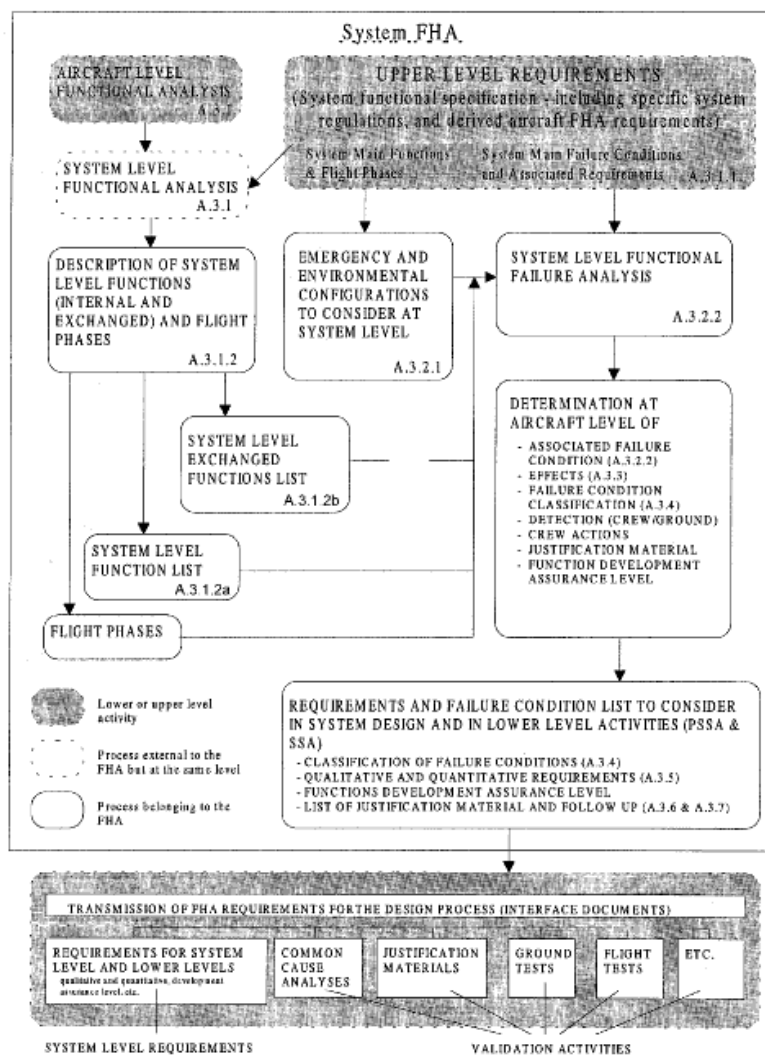 System FHA
AIRCRAFT LEVEL
FUNCTIONAL ANALYSIS
UPPER LEVEL REQUIREMENTS
(System functional specification - including specific system
regulations, and derived aircraft FHA requirements)
System Main Functions
& Flight Phases
System Main Failure Conditions
and Associated Requirements
A.3.1.1
SYSTEM LEVEL
FUNCTIONAL ANALYSIS
A.3.1
DESCRIPTION OF SYSTEM
LEVEL FUNCTIONS
(INTERNAL AND
EXCHANGED) AND FLIGHT
PHASES
A.3.1.2
EMERGENCY AND
ENVIRONMENTAL
CONFIGURATIONS
TO CONSIDER AT
SYSTEM LEVEL
A.3.2.1
SYSTEM LEVEL FUNCTIONAL
FAILURE ANALYSIS
A.3.2.2
SYSTEM LEVEL
EXCHANGED
FUNCTIONS LIST
A.3.1.2b
SYSTEM LEVEL
FUNCTION LIST
A.3.1.2a
FLIGHT PHASES
DETERMINATION AT
AIRCRAFT LEVEL OF
- ASSOCIATED FAILURE
CONDITION (A.3.2.2)
- EFFECTS (A.3.3)
- FAILURE CONDITION
CLASSIFICATION (A.3.4)
- DETECTION (CREW/GROUND)
- CREW ACTIONS
- JUSTIFICATION MATERIAL
- FUNCTION DEVELOPMENT
ASSURANCE LEVEL
Lower or upper level
activity
Process external to the
FHA but at the same level
Process belonging to the
FHA
REQUIREMENTS AND FAILURE CONDITION LIST TO CONSIDER
IN SYSTEM DESIGN AND IN LOWER LEVEL ACTIVITIES (PSSA &
SSA)
- CLASSIFICATION OF FAILURE CONDITIONS (A.3.4)
- QUALITATIVE AND QUANTITATIVE REQUIREMENTS (A.3.5)
- FUNCTIONS DEVELOPMENT ASSURANCE LEVEL
- LIST OF JUSTIFICATION MATERIAL AND FOLLOW UP (A.3.6 & A.3.7)
TRANSMISSION OF FHA REQUIREMENTS FOR THE DESIGN PROCESS (INTERFACE DOCUMENTS)
REQUIREMENTS FOR SYSTEM
LEVEL AND LOWER LEVELS
qualitative and quantitative, development
assurance level, etc.
COMMON
CAUSE
ANALYSES
JUSTIFICATION
MATERIALS
GROUND
TESTS
FLIGHT
TESTS
ETC.
SYSTEM LEVEL REQUIREMENTS
VALIDATION ACTIVITIES